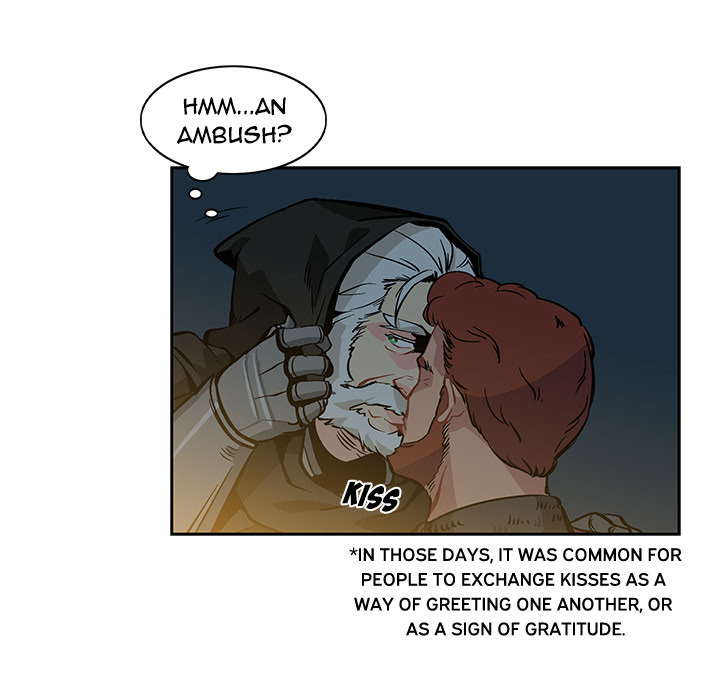 HMM...AN
AMBUSH?
KISS
*IN THOSE DAYS, IT WAS COMMON FOR
PEOPLE TO EXCHANGE KISSES AS A
WAY OF GREETING ONE ANOTHER, OR
AS A SIGN OF GRATITUDE.